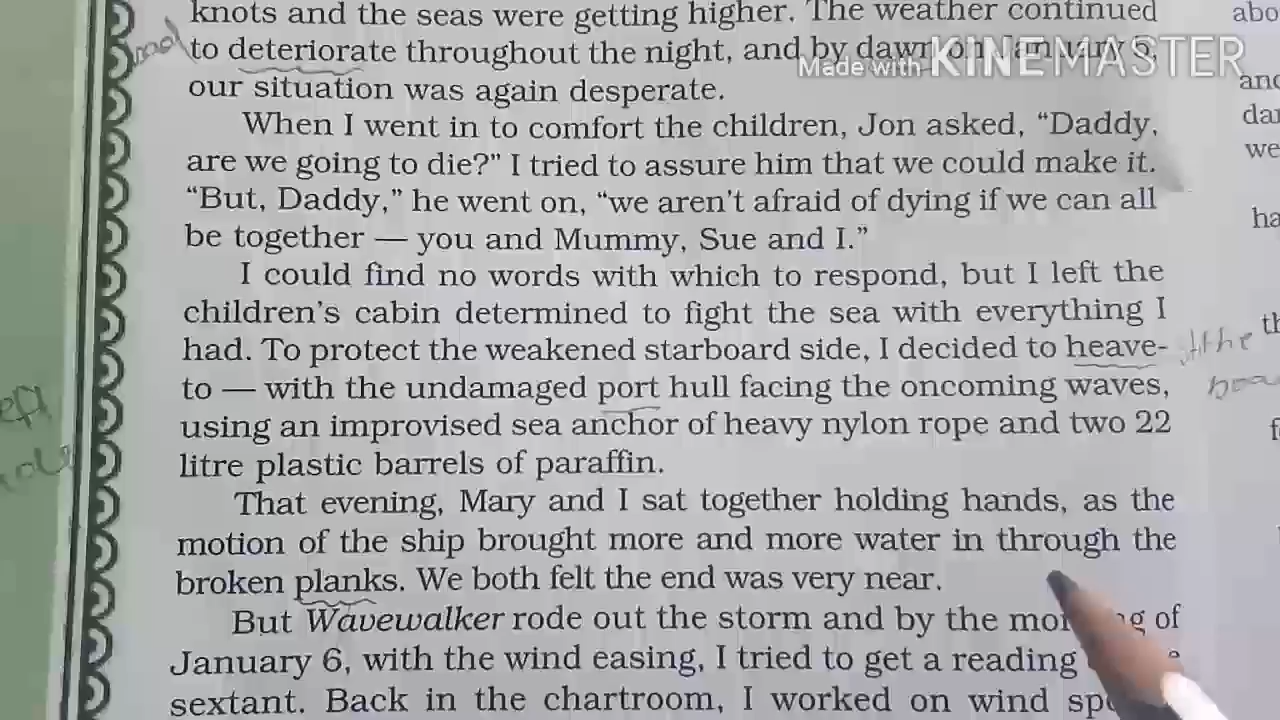 knots and the seas were getting higher. The weather continued
to deteriorate throughout the night, and by dawn on January
our situation was again desperate.
Made with KINEMASTER
When I went in to comfort the children, Jon asked, “Daddy,
are we going to die?” I tried to assure him that we could make it.
“But, Daddy,” he went on, “we aren’t afraid of dying if we can all
be together — you and Mummy, Sue and I.”
I could find no words with which to respond, but I left the
children’s cabin determined to fight the sea with everything I
had. To protect the weakened starboard side, I decided to heave-
to — with the undamaged port hull facing the oncoming waves,
using an improvised sea anchor of heavy nylon rope and two 22
litre plastic barrels of paraffin.
That evening, Mary and I sat together holding hands, as the
motion of the ship brought more and more water in through the
broken planks. We both felt the end was very near.
But Wavewalker rode out the storm and by the of
January 6, with the wind easing, I tried to get a reading
sextant. Back in the chartroom, I worked on wind